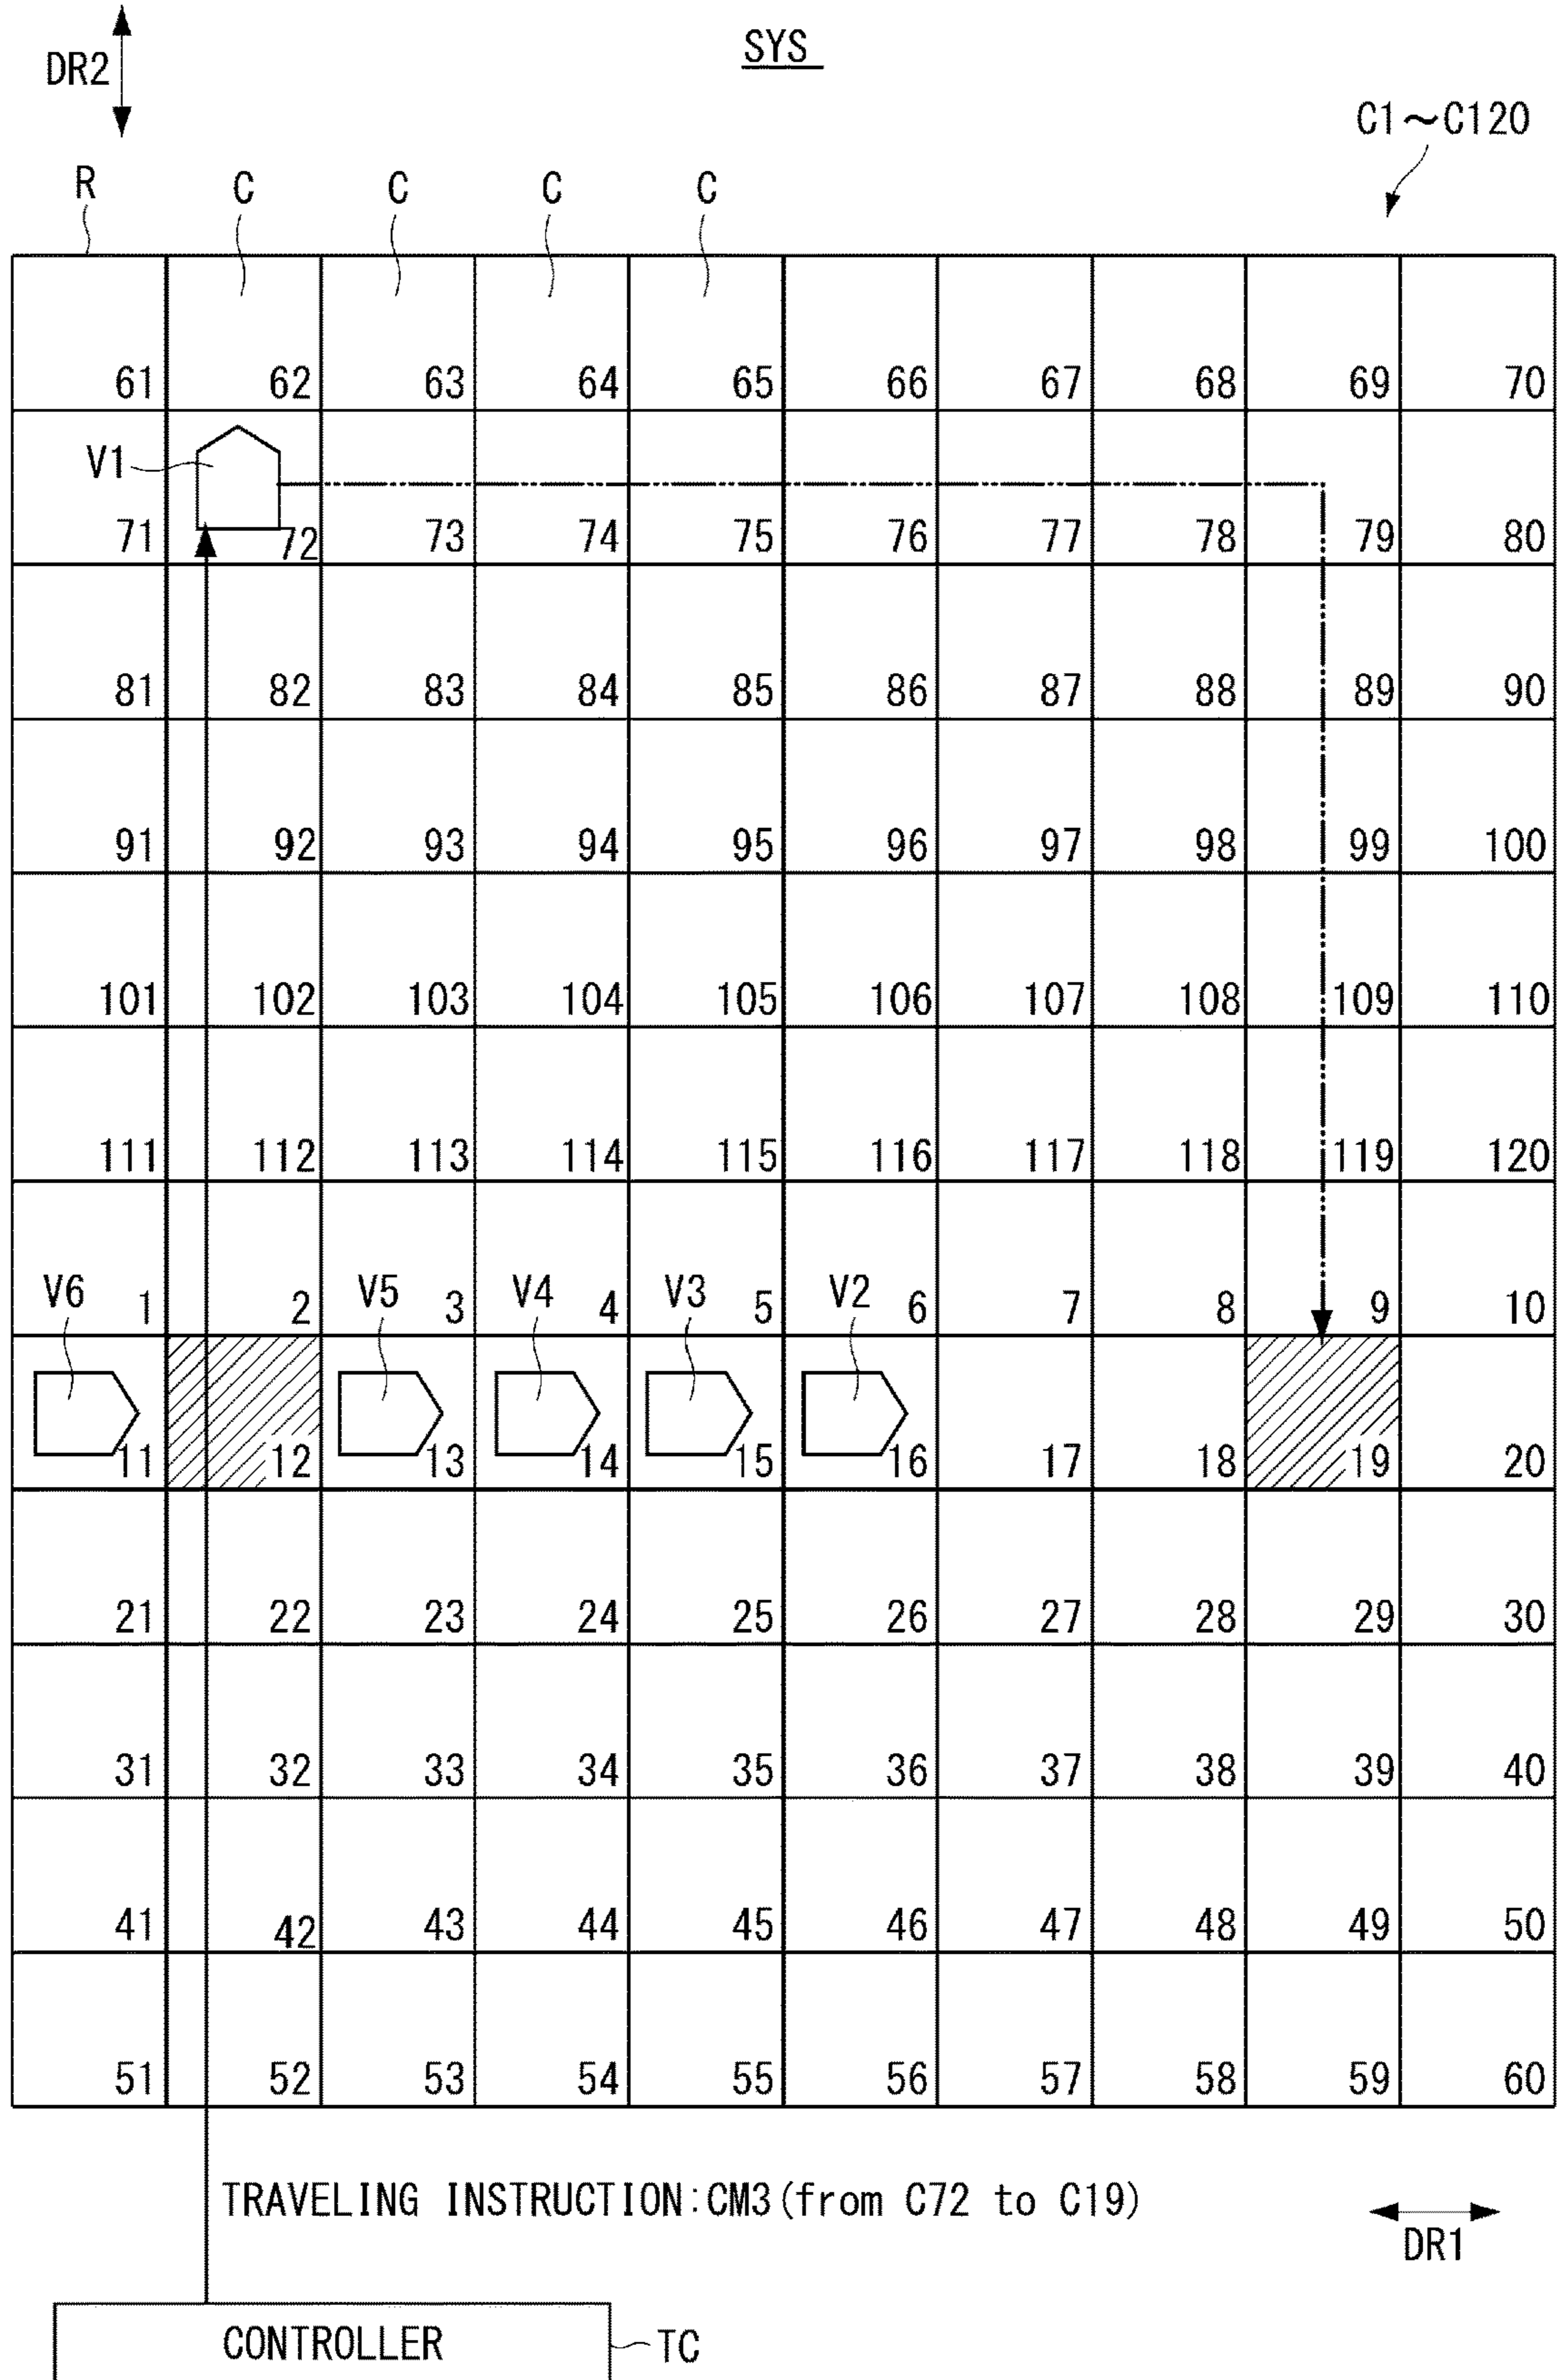 SYS
DR2
C1～C120
R C C C C
61 62 63 64 65 66 67 68 69 70
V1
71 72 73 74 75 76 77 78 79 80
81 82 83 84 85 86 87 88 89 90
91 92 93 94 95 96 97 98 99 100
101 102 103 104 105 106 107 108 109 110
111 112 113 114 115 116 117 118 119 120
V6 1 2 V5 3 V4 4 V3 5 V2 6 7 8 9 10
11 12 13 14 15 16 17 18 19 20
21 22 23 24 25 26 27 28 29 30
31 32 33 34 35 36 37 38 39 40
41 42 43 44 45 46 47 48 49 50
51 52 53 54 55 56 57 58 59 60
TRAVELING INSTRUCTION:CM3(from C72 to C19)
DR1
CONTROLLER
TC